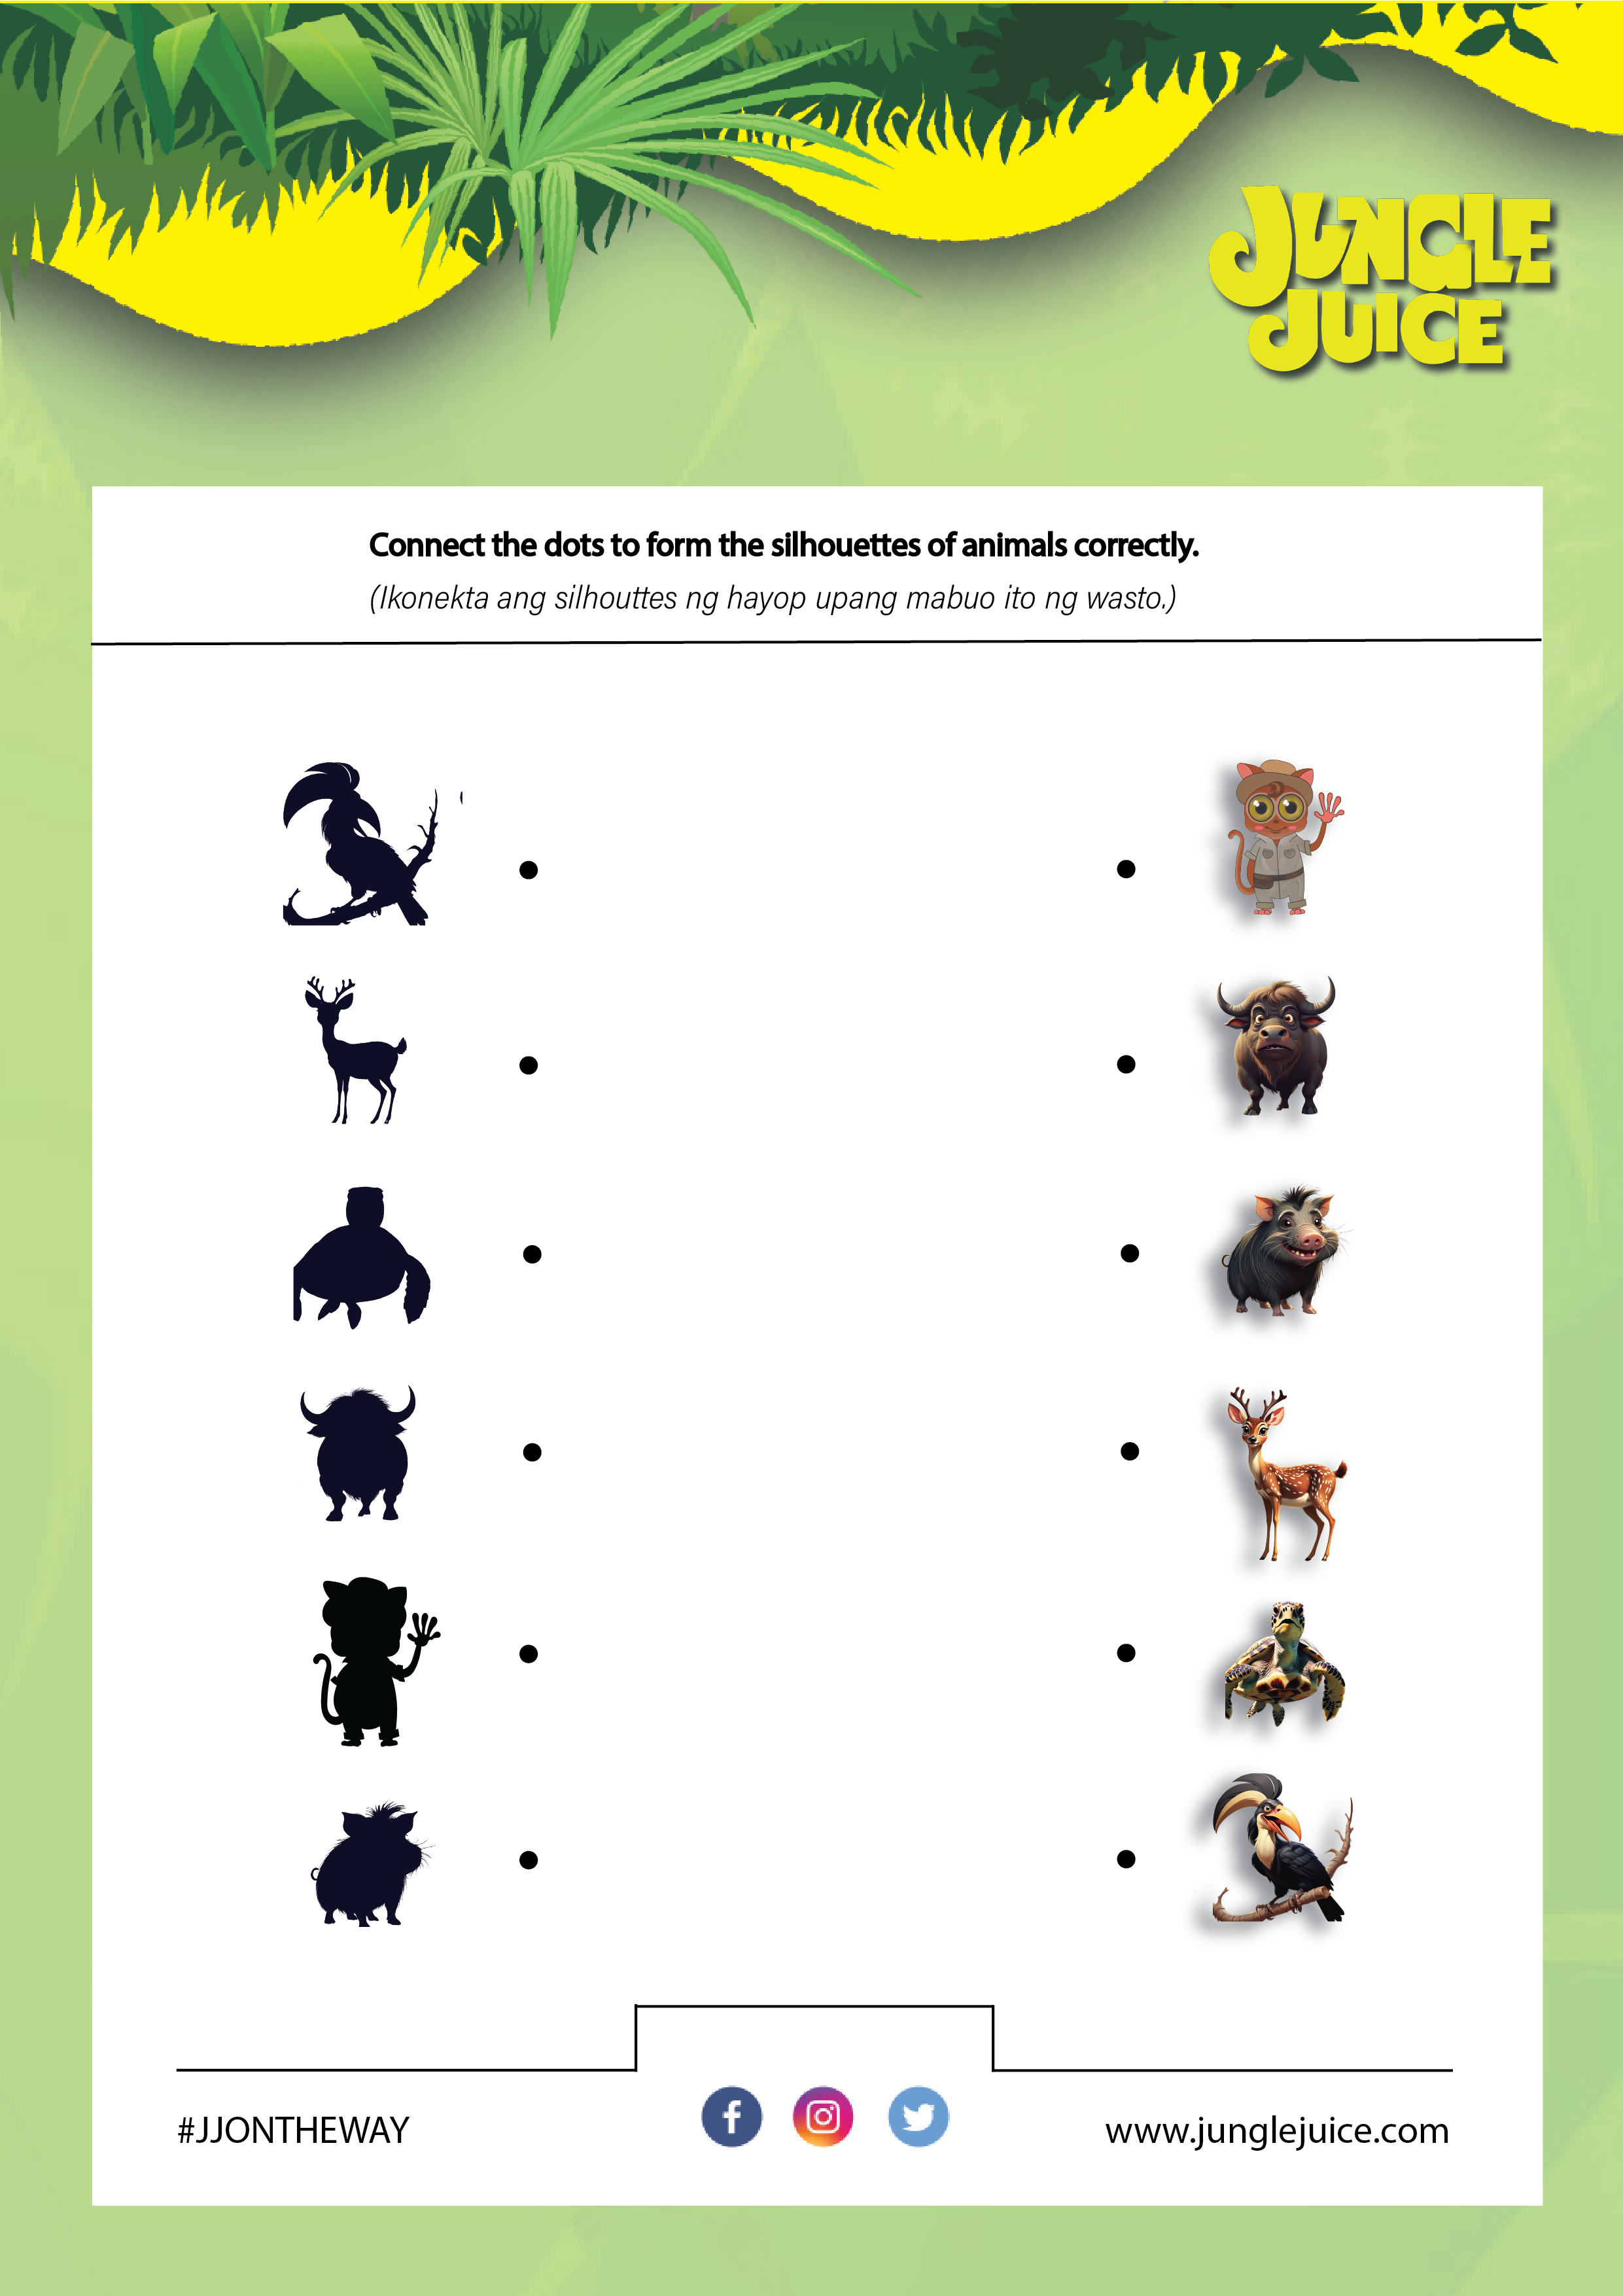 JUNGLE
JUICE
Connect the dots to form the silhouettes of animals correctly.
(Ikonekta ang silhouttes ng hayop upang mabuo ito ng wasto.)
#JJONTHEWAY
www.junglejuice.com